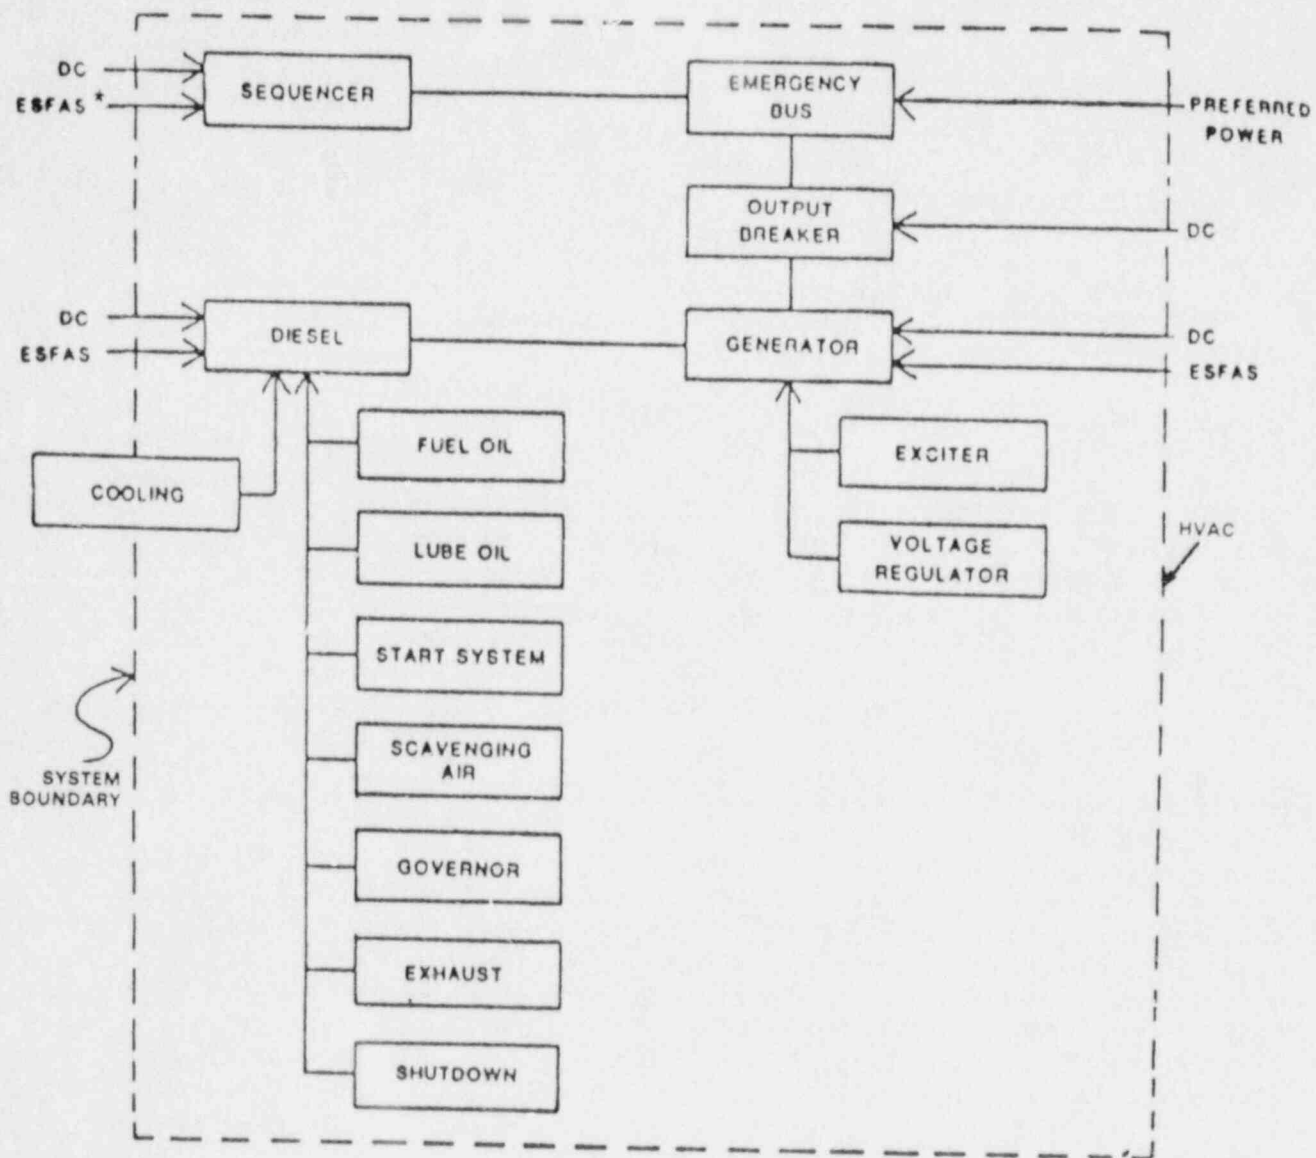 DC
ESFAS *
SEQUENCER
EMERGENCY
BUS
PREFERRED
POWER
OUTPUT
BREAKER
DC
DC
ESFAS
DIESEL
GENERATOR
DC
ESFAS
COOLING
FUEL OIL
EXCITER
LUBE OIL
VOLTAGE
REGULATOR
HVAC
START SYSTEM
SCAVENGING
AIR
SYSTEM
BOUNDARY
GOVERNOR
EXHAUST
SHUTDOWN